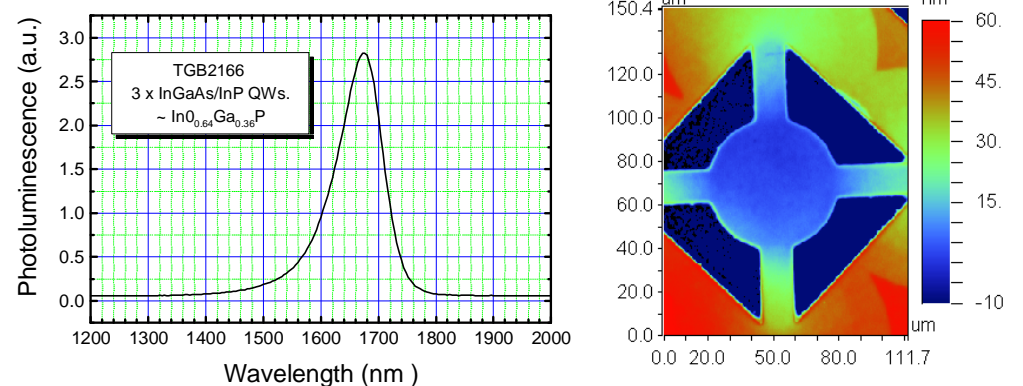 Photoluminescence (a.u.)
3.0
2.5
2.0
1.5
1.0
0.5
0.0
TGB2166
3 x InGaAs/InP QWs.
~ In0₀.₆₄Ga₀.₃₆P
1200 1300 1400 1500 1600 1700 1800 1900 2000
Wavelength (nm )
um
150.4
120.0
100.0
80.0
60.0
40.0
20.0
0.0
0.0 20.0 50.0 80.0 111.7
um
60.
45.
30.
15.
-10